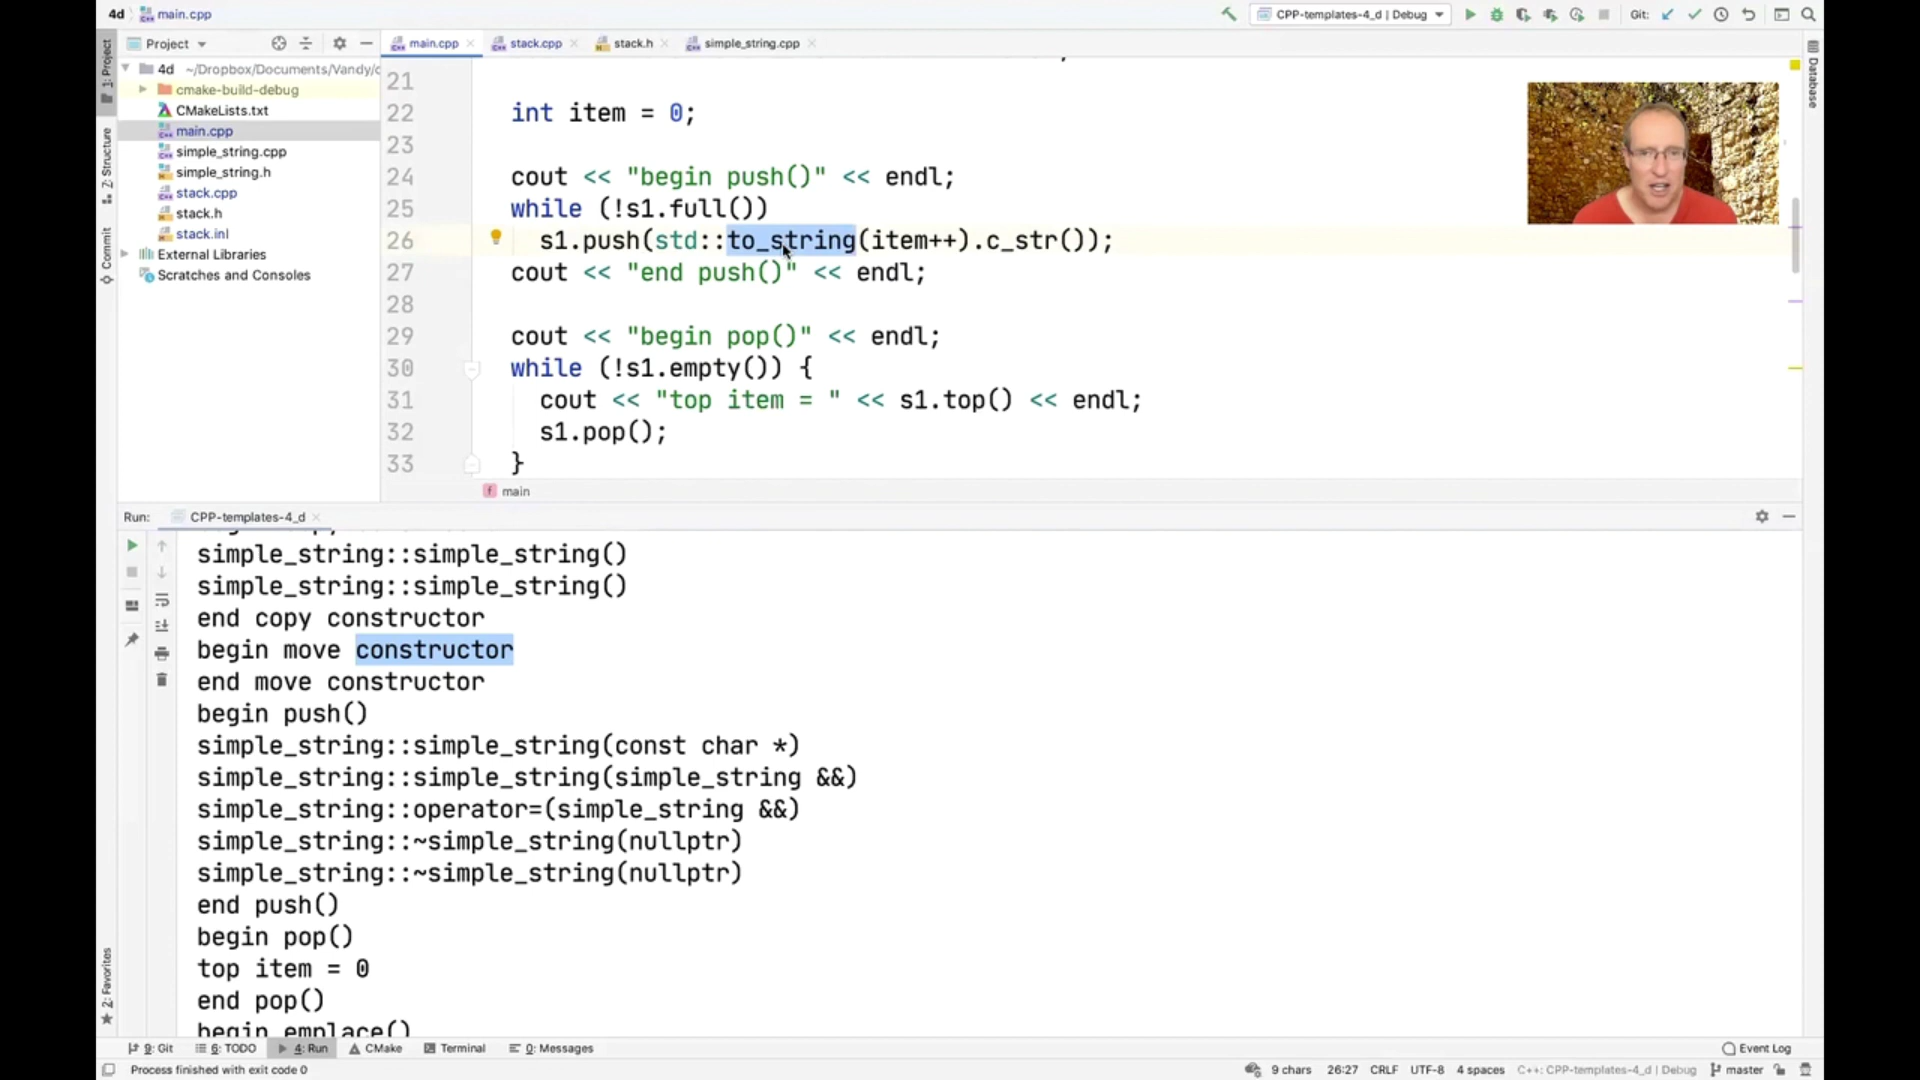 4d
main.cpp
CPP-templates-4_d | Debug
Git:
Project
main.cpp
stack.cpp
stack.h
simple_string.cpp
1: Project
7: Structure
Commit
2: Favorites
Database
4d ~/Dropbox/Documents/Vandy/c
cmake-build-debug
CMakeLists.txt
main.cpp
simple_string.cpp
simple_string.h
stack.cpp
stack.h
stack.inl
External Libraries
Scratches and Consoles
21
22 int item = 0;
23
24 cout << "begin push()" << endl;
25 while (!s1.full())
26 s1.push(std::to_string(item++).c_str());
27 cout << "end push()" << endl;
28
29 cout << "begin pop()" << endl;
30 while (!s1.empty()) {
31 cout << "top item = " << s1.top() << endl;
32 s1.pop();
33 }
main
Run: CPP-templates-4_d
simple_string::simple_string()
simple_string::simple_string()
end copy constructor
begin move constructor
end move constructor
begin push()
simple_string::simple_string(const char *)
simple_string::simple_string(simple_string &&)
simple_string::operator=(simple_string &&)
simple_string::~simple_string(nullptr)
simple_string::~simple_string(nullptr)
end push()
begin pop()
top item = 0
end pop()
begin emplace()
9: Git
6: TODO
4: Run
CMake
Terminal
0: Messages
Event Log
Process finished with exit code 0
9 chars
26:27
CRLF
UTF-8
4 spaces
C++: CPP-templates-4_d | Debug
master